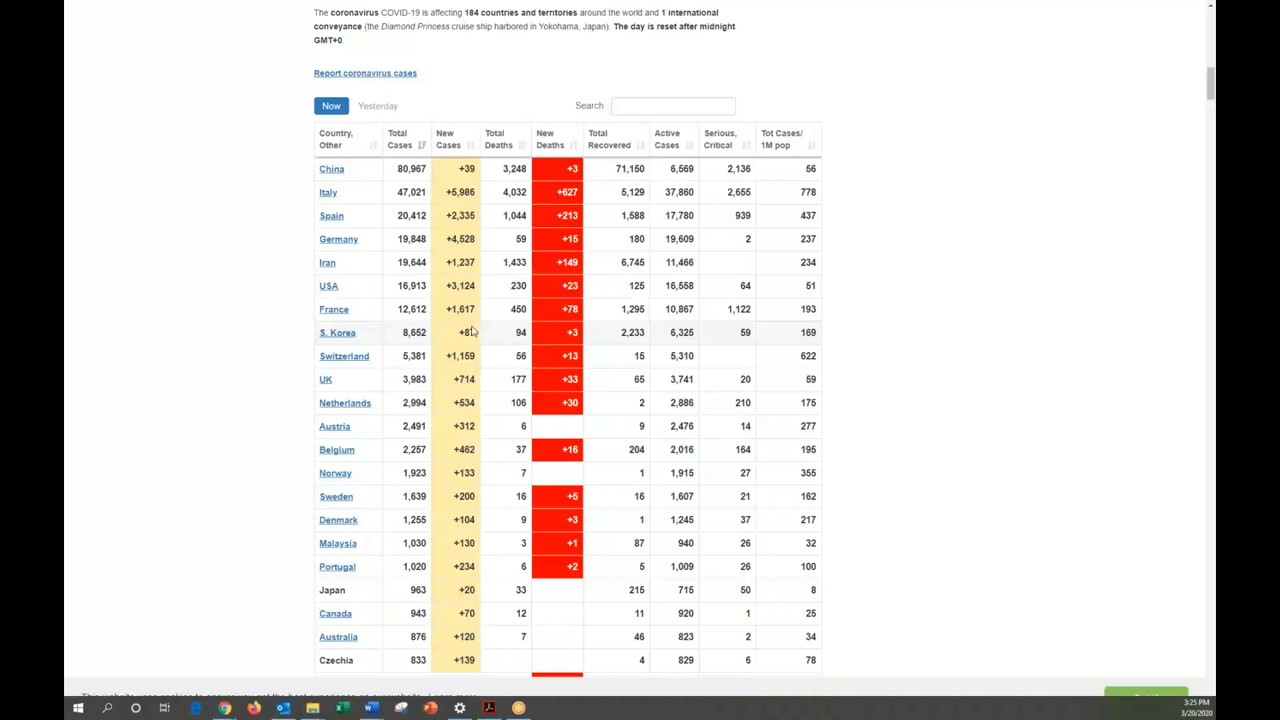 The coronavirus COVID-19 is affecting 184 countries and territories around the world and 1 international
conveyance (the Diamond Princess cruise ship harbored in Yokohama, Japan). The day is reset after midnight
GMT+0.
Report coronavirus cases
Now Yesterday Search
Country, Other Total Cases New Cases Total Deaths New Deaths Total Recovered Active Cases Serious, Critical Tot Cases/ 1M pop
China 80,967 +39 3,248 +3 71,150 6,569 2,136 56
Italy 47,021 +5,986 4,032 +627 5,129 37,860 2,655 778
Spain 20,412 +2,335 1,044 +213 1,588 17,780 939 437
Germany 19,848 +4,528 59 +15 180 19,609 2 237
Iran 19,644 +1,237 1,433 +149 6,745 11,466 234
USA 16,913 +3,124 230 +23 125 16,558 64 51
France 12,612 +1,617 450 +78 1,295 10,867 1,122 193
S. Korea 8,652 94 +3 2,233 6,325 59 169
Switzerland 5,381 +1,159 56 +13 15 5,310 622
UK 3,983 +714 177 +33 65 3,741 20 59
Netherlands 2,994 +534 106 +30 2 2,886 210 175
Austria 2,491 +312 6 9 2,476 14 277
Belgium 2,257 +462 37 +16 204 2,016 164 195
Norway 1,923 +133 7 1 1,915 27 355
Sweden 1,639 +200 16 +5 16 1,607 21 162
Denmark 1,255 +104 9 +3 1 1,245 37 217
Malaysia 1,030 +130 3 +1 87 940 26 32
Portugal 1,020 +234 6 +2 5 1,009 26 100
Japan 963 +20 33 215 715 50 8
Canada 943 +70 12 11 920 1 25
Australia 876 +120 7 46 823 2 34
Czechia 833 +139 4 829 6 78
This website uses cookies to ensure you get the best experience on our website. Learn more
3:25 PM
3/20/2020